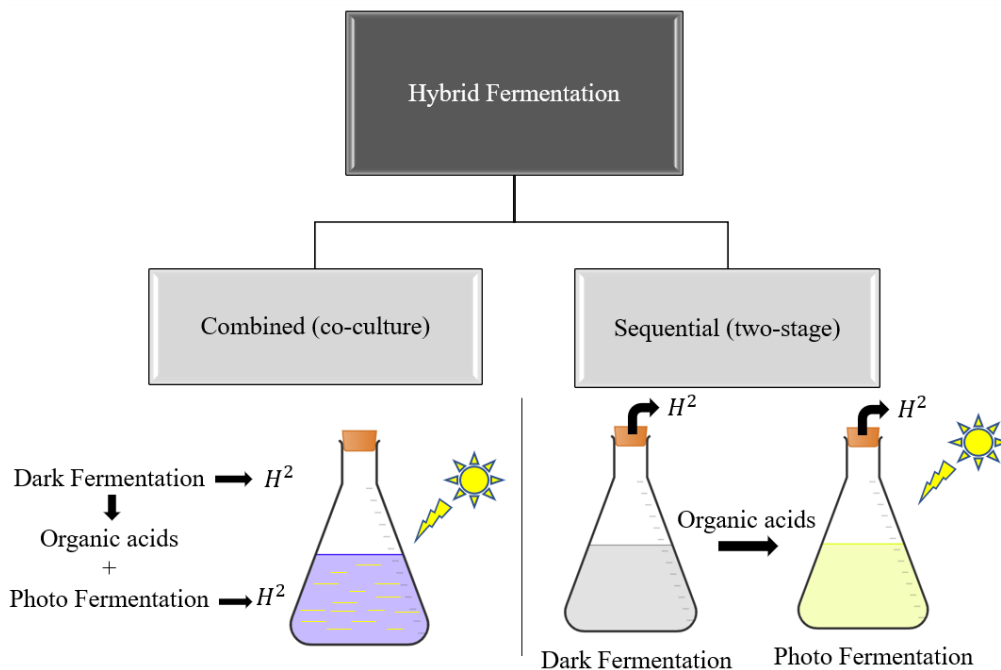 Hybrid Fermentation
Combined (co-culture)
Sequential (two-stage)
Dark Fermentation
H²
Organic acids
+
Photo Fermentation
H²
H²
Organic acids
H²
Dark Fermentation
Photo Fermentation